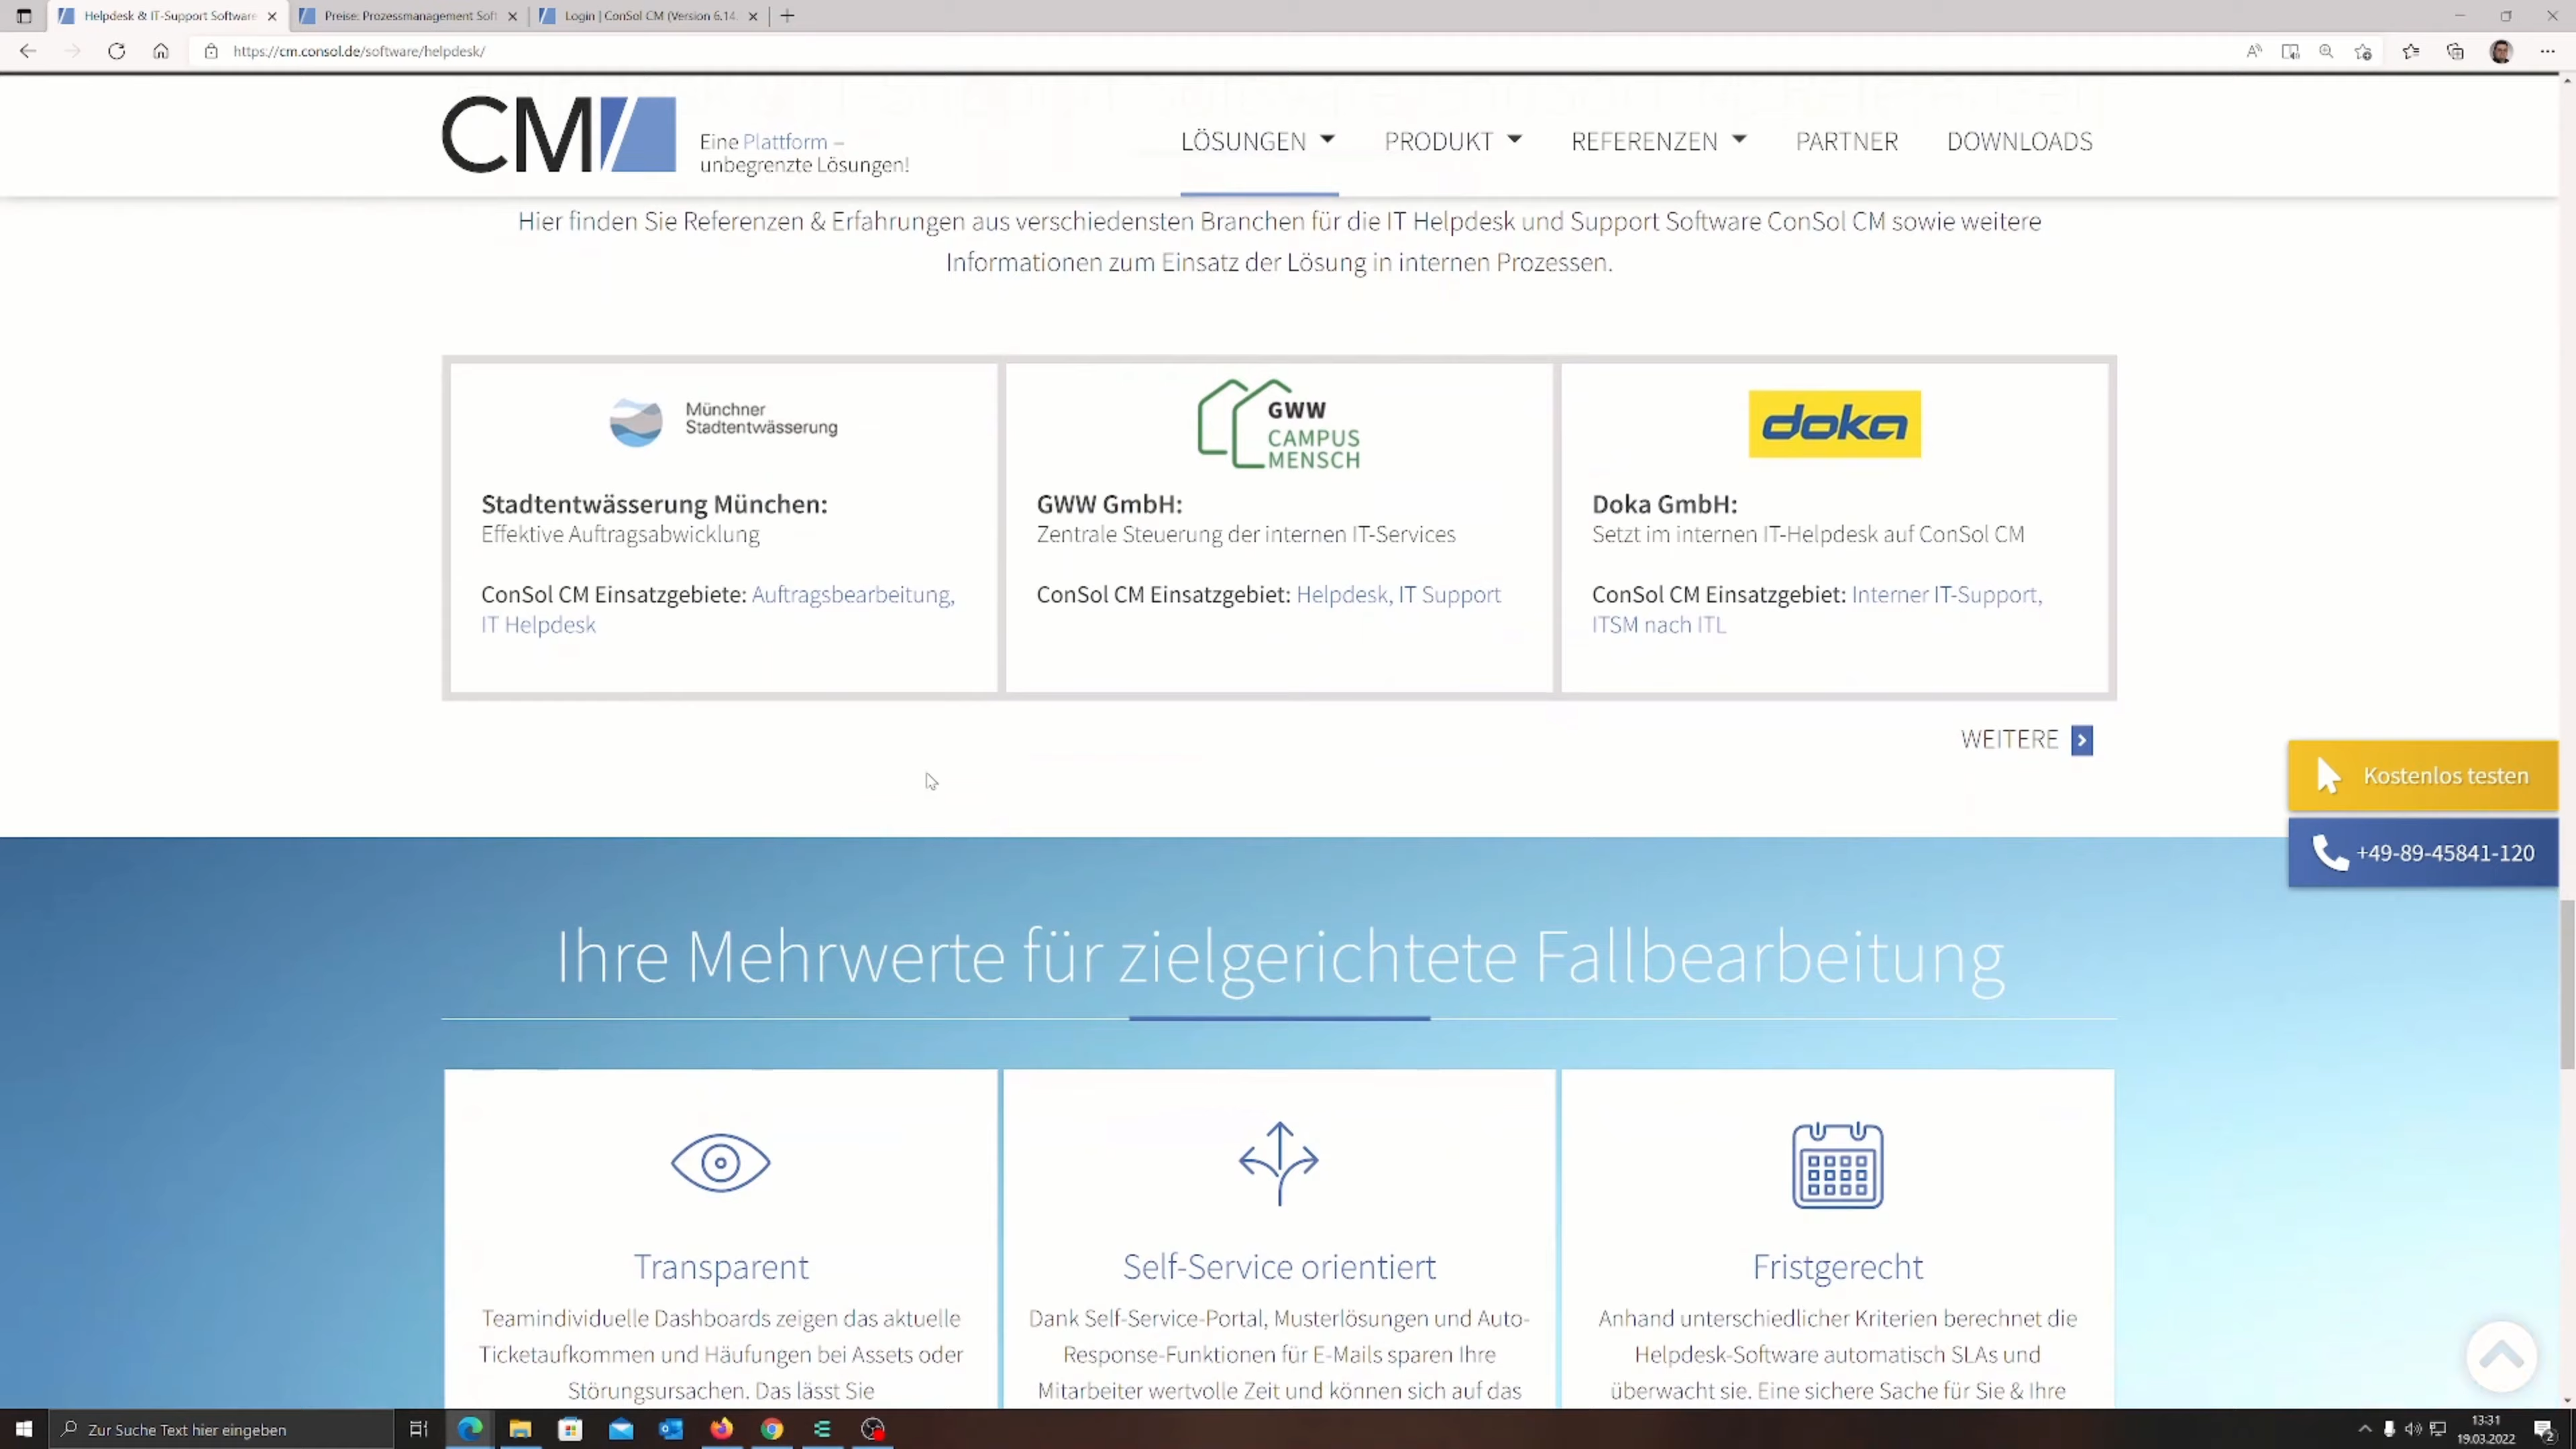 Helpdesk & IT-Support Software
Preise: Prozessmanagement Soft
Login | ConSol CM (Version 6.14.
https://cm.consol.de/software/helpdesk/
CM
Eine Plattform –
unbegrenzte Lösungen!
LÖSUNGEN
PRODUKT
REFERENZEN
PARTNER
DOWNLOADS
Hier finden Sie Referenzen & Erfahrungen aus verschiedensten Branchen für die IT Helpdesk und Support Software ConSol CM sowie weitere
Informationen zum Einsatz der Lösung in internen Prozessen.
Münchner
Stadtentwässerung
Stadtentwässerung München:
Effektive Auftragsabwicklung
ConSol CM Einsatzgebiete: Auftragsbearbeitung,
IT Helpdesk
GWW
CAMPUS
MENSCH
GWW GmbH:
Zentrale Steuerung der internen IT-Services
ConSol CM Einsatzgebiet: Helpdesk, IT Support
doka
Doka GmbH:
Setzt im internen IT-Helpdesk auf ConSol CM
ConSol CM Einsatzgebiet: Interner IT-Support,
ITSM nach ITL
WEITERE
Kostenlos testen
+49-89-45841-120
Ihre Mehrwerte für zielgerichtete Fallbearbeitung
Transparent
Teamindividuelle Dashboards zeigen das aktuelle
Ticketaufkommen und Häufungen bei Assets oder
Störungsursachen. Das lässt Sie
Self-Service orientiert
Dank Self-Service-Portal, Musterlösungen und Auto-
Response-Funktionen für E-Mails sparen Ihre
Mitarbeiter wertvolle Zeit und können sich auf das
Fristgerecht
Anhand unterschiedlicher Kriterien berechnet die
Helpdesk-Software automatisch SLAs und
überwacht sie. Eine sichere Sache für Sie & Ihre
Zur Suche Text hier eingeben
13:31
19.03.2022
2